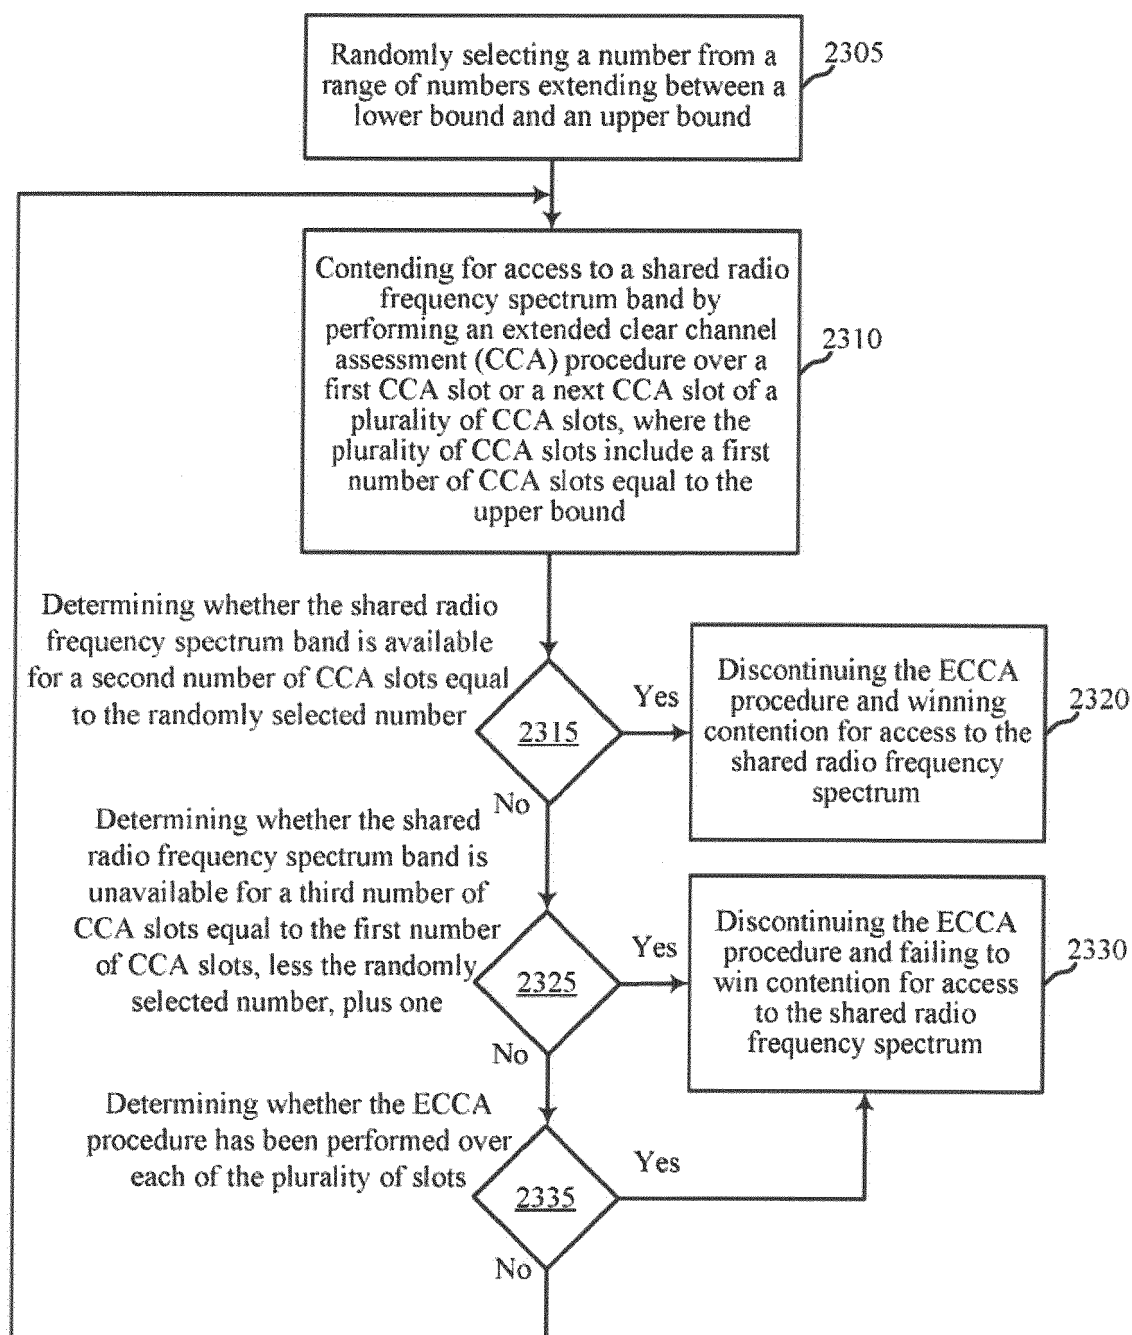 Randomly selecting a number from a
range of numbers extending between a
lower bound and an upper bound
2305
Contending for access to a shared radio
frequency spectrum band by
performing an extended clear channel
assessment (CCA) procedure over a
first CCA slot or a next CCA slot of a
plurality of CCA slots, where the
plurality of CCA slots include a first
number of CCA slots equal to the
upper bound
2310
Determining whether the shared radio
frequency spectrum band is available
for a second number of CCA slots equal
to the randomly selected number
2315
Yes
No
Discontinuing the ECCA
procedure and winning
contention for access to the
shared radio frequency
spectrum
2320
Determining whether the shared
radio frequency spectrum band is
unavailable for a third number of
CCA slots equal to the first number
of CCA slots, less the randomly
selected number, plus one
2325
Yes
No
Discontinuing the ECCA
procedure and failing to
win contention for access
to the shared radio
frequency spectrum
2330
Determining whether the ECCA
procedure has been performed over
each of the plurality of slots
2335
Yes
No